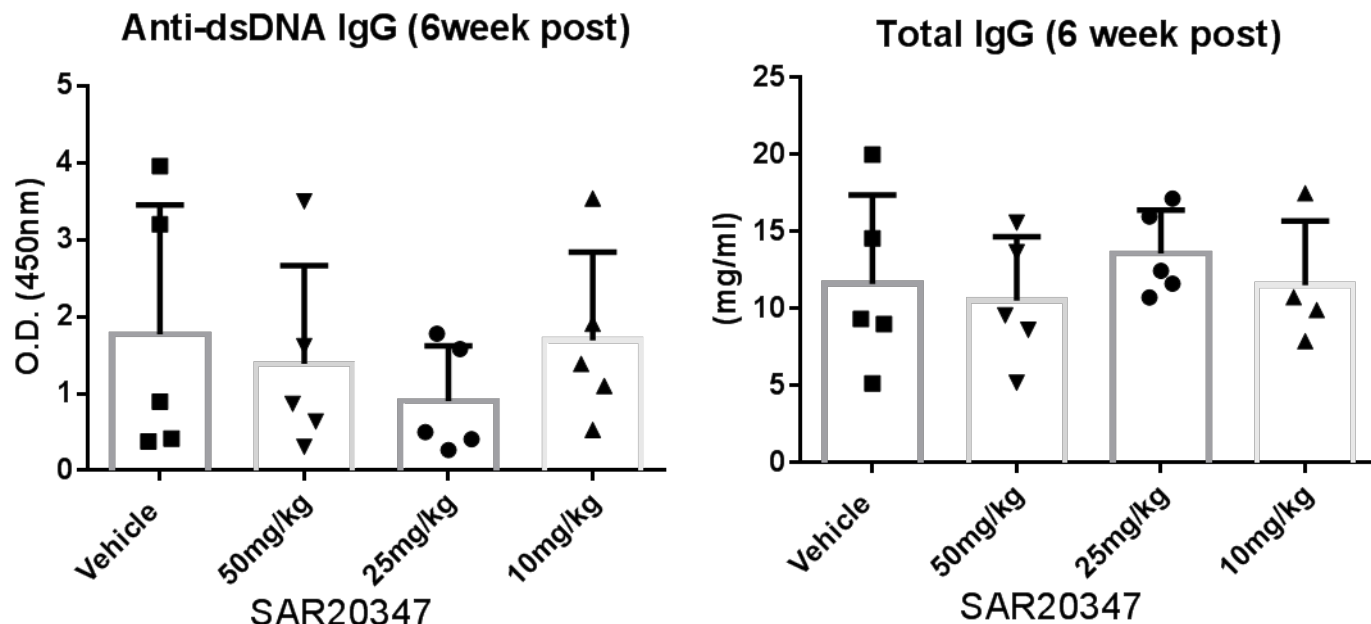 Anti-dsDNA IgG (6week post)
5
4
3
2
1
0
O.D. (450nm)
Vehicle
50mg/kg
25mg/kg
10mg/kg
SAR20347
Total IgG (6 week post)
25
20
15
10
5
0
(mg/ml)
Vehicle
50mg/kg
25mg/kg
10mg/kg
SAR20347